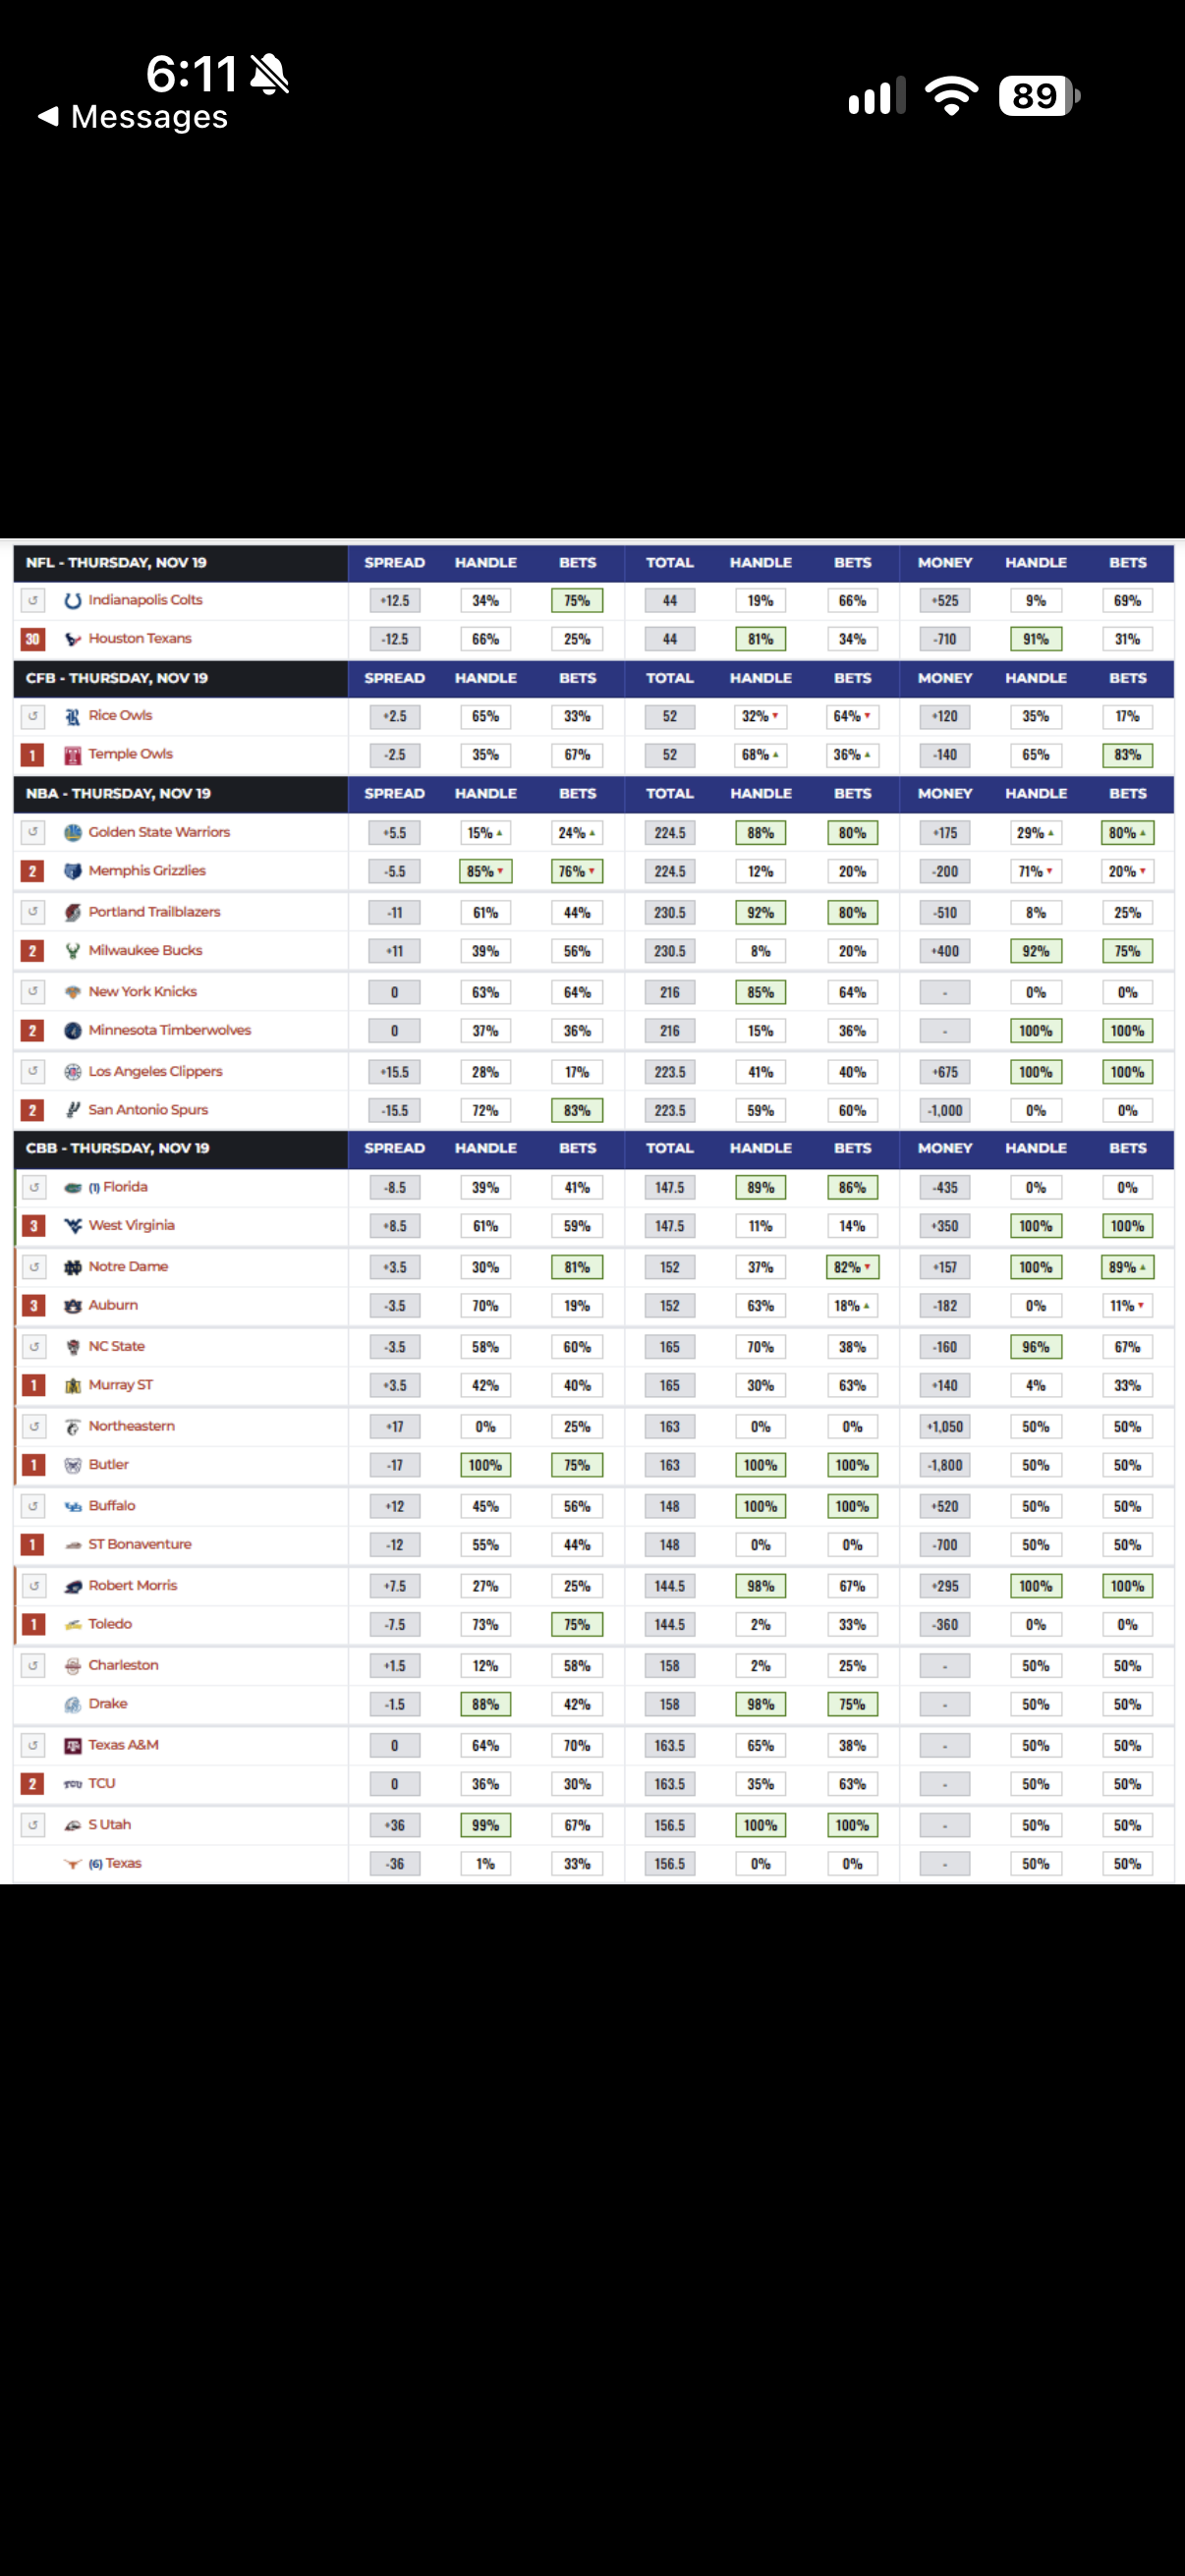 6:11
◀ Messages
89
NFL - THURSDAY, NOV 19 SPREAD HANDLE BETS TOTAL HANDLE BETS MONEY HANDLE BETS
Indianapolis Colts +12.5 34% 75% 44 19% 66% +525 9% 69%
30 Houston Texans -12.5 66% 25% 44 81% 34% -710 91% 31%
CFB - THURSDAY, NOV 19 SPREAD HANDLE BETS TOTAL HANDLE BETS MONEY HANDLE BETS
Rice Owls +2.5 65% 33% 52 32% ▼ 64% ▼ +120 35% 17%
1 Temple Owls -2.5 35% 67% 52 68% ▲ 36% ▲ -140 65% 83%
NBA - THURSDAY, NOV 19 SPREAD HANDLE BETS TOTAL HANDLE BETS MONEY HANDLE BETS
Golden State Warriors +5.5 15% ▲ 24% ▲ 224.5 88% 80% +175 29% ▲ 80% ▲
2 Memphis Grizzlies -5.5 85% ▼ 76% ▼ 224.5 12% 20% -200 71% ▼ 20% ▼
Portland Trailblazers -11 61% 44% 230.5 92% 80% -510 8% 25%
2 Milwaukee Bucks +11 39% 56% 230.5 8% 20% +400 92% 75%
New York Knicks 0 63% 64% 216 85% 64% - 0% 0%
2 Minnesota Timberwolves 0 37% 36% 216 15% 36% - 100% 100%
Los Angeles Clippers +15.5 28% 17% 223.5 41% 40% +675 100% 100%
2 San Antonio Spurs -15.5 72% 83% 223.5 59% 60% -1,000 0% 0%
CBB - THURSDAY, NOV 19 SPREAD HANDLE BETS TOTAL HANDLE BETS MONEY HANDLE BETS
(1) Florida -8.5 39% 41% 147.5 89% 86% -435 0% 0%
3 West Virginia +8.5 61% 59% 147.5 11% 14% +350 100% 100%
Notre Dame +3.5 30% 81% 152 37% 82% ▼ +157 100% 89% ▲
3 Auburn -3.5 70% 19% 152 63% 18% ▲ -182 0% 11% ▼
NC State -3.5 58% 60% 165 70% 38% -160 96% 67%
1 Murray ST +3.5 42% 40% 165 30% 63% +140 4% 33%
Northeastern +17 0% 25% 163 0% 0% +1,050 50% 50%
1 Butler -17 100% 75% 163 100% 100% -1,800 50% 50%
Buffalo +12 45% 56% 148 100% 100% +520 50% 50%
1 ST Bonaventure -12 55% 44% 148 0% 0% -700 50% 50%
Robert Morris +7.5 27% 25% 144.5 98% 67% +295 100% 100%
1 Toledo -7.5 73% 75% 144.5 2% 33% -360 0% 0%
Charleston +1.5 12% 58% 158 2% 25% - 50% 50%
Drake -1.5 88% 42% 158 98% 75% - 50% 50%
Texas A&M 0 64% 70% 163.5 65% 38% - 50% 50%
2 TCU TCU 0 36% 30% 163.5 35% 63% - 50% 50%
S Utah +36 99% 67% 156.5 100% 100% - 50% 50%
(6) Texas -36 1% 33% 156.5 0% 0% - 50% 50%